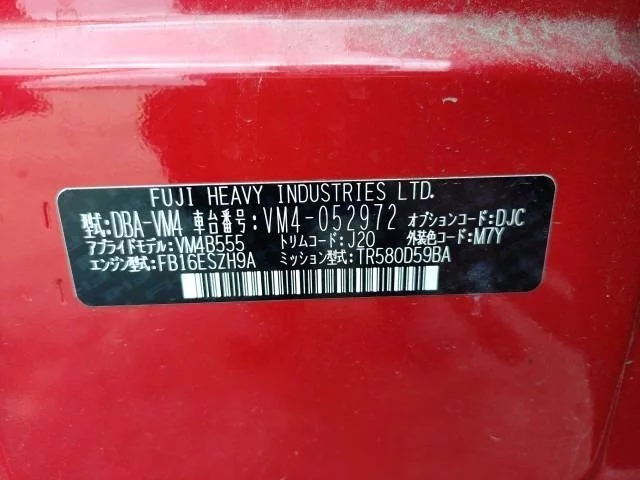 FUJI HEAVY INDUSTRIES LTD.
型式:DBA-VM4 車台番号:VM4-052972 オプションコード:DJC
アプライドモデル:VM4B555 トリムコード:J20 外装色コード:M7Y
エンジン型式:FB16ESZH9A ミッション型式:TR580D59BA